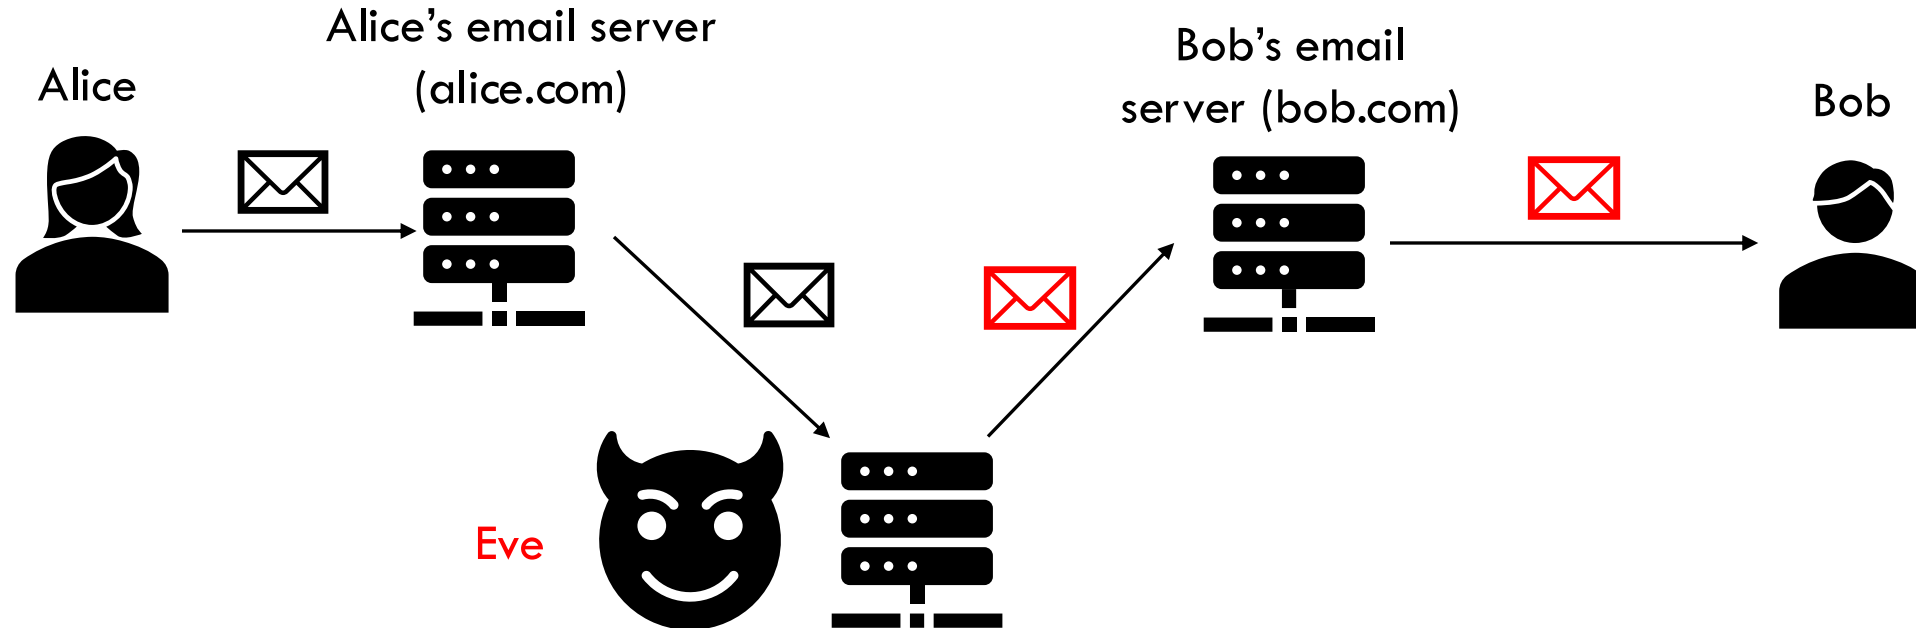 Alice
Alice’s email server
(alice.com)
Bob’s email
server (bob.com)
Bob
Eve